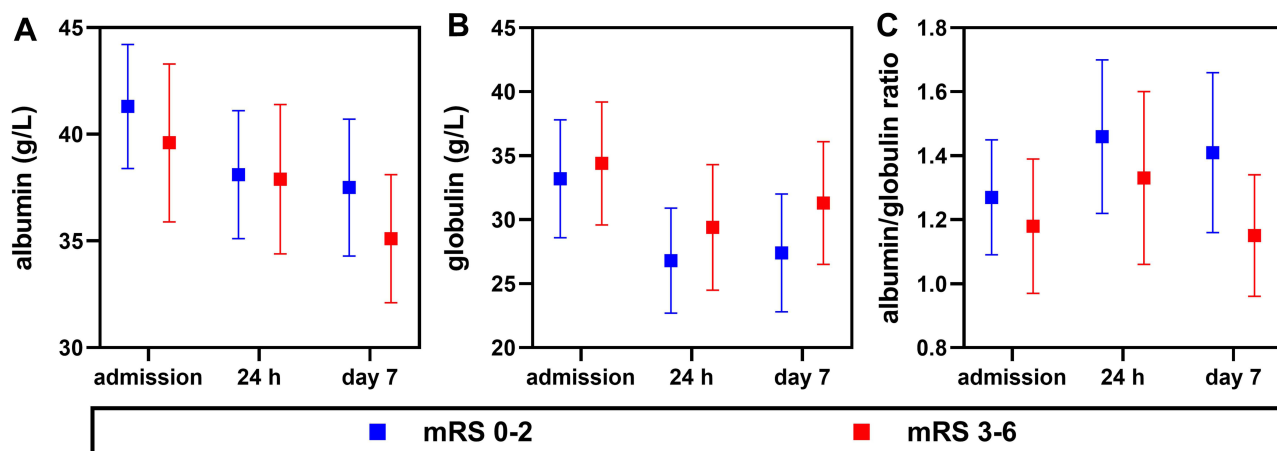 A
albumin (g/L)
45
40
35
30
admission 24 h day 7
B
globulin (g/L)
45
40
35
30
25
20
admission 24 h day 7
C
albumin/globulin ratio
1.8
1.6
1.4
1.2
1.0
0.8
admission 24 h day 7
mRS 0-2 mRS 3-6